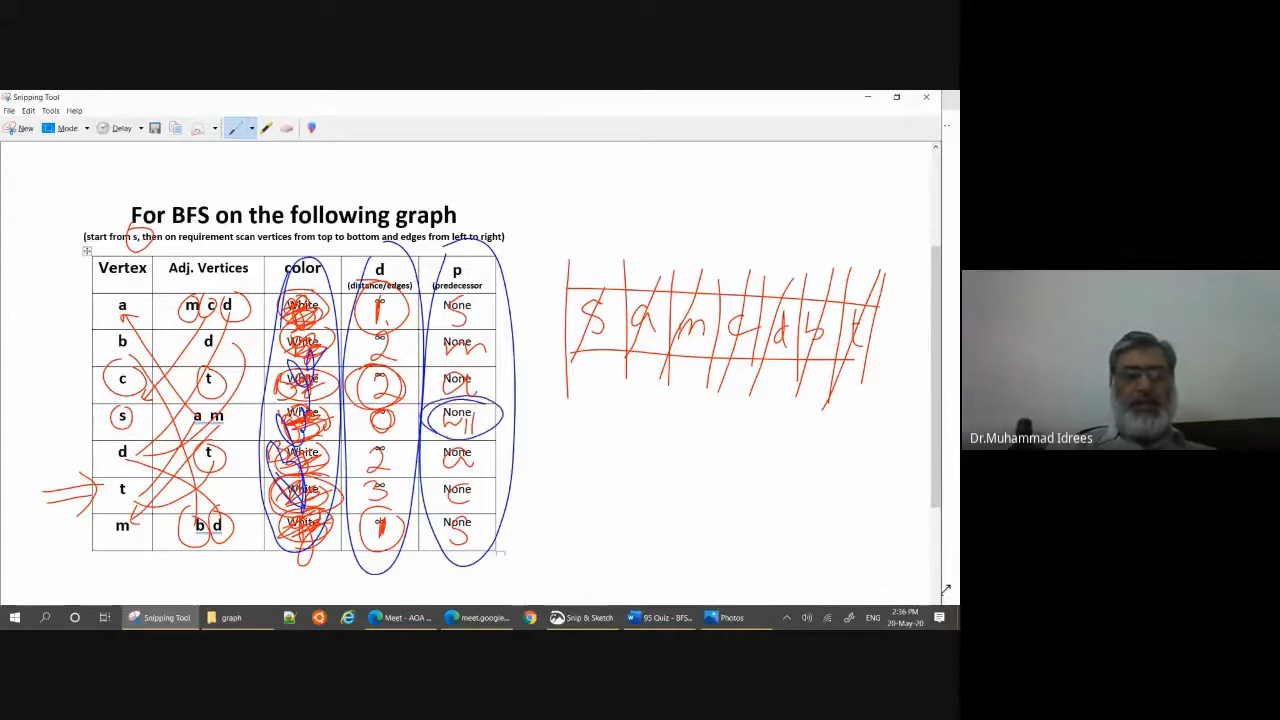 Snipping Tool
File Edit Tools Help
New Mode Delay
For BFS on the following graph
(start from s, then on requirement scan vertices from top to bottom and edges from left to right)
Vertex Adj. Vertices color d p
(distance/edges) (predecessor
a m c d White ∞ None
1 S
b d White ∞ None
2 m
c t White ∞ None
2 a
s a m White ∞ None
0 Nil
d t White ∞ None
2 a
t White ∞ None
3 c
m b d White ∞ None
1 S
S a m c d b t
Dr.Muhammad Idrees
Snipping Tool graph Meet - AOA ... meet.google... Snip & Sketch 95 Quiz - BFS... Photos ENG 2:36 PM
20-May-20